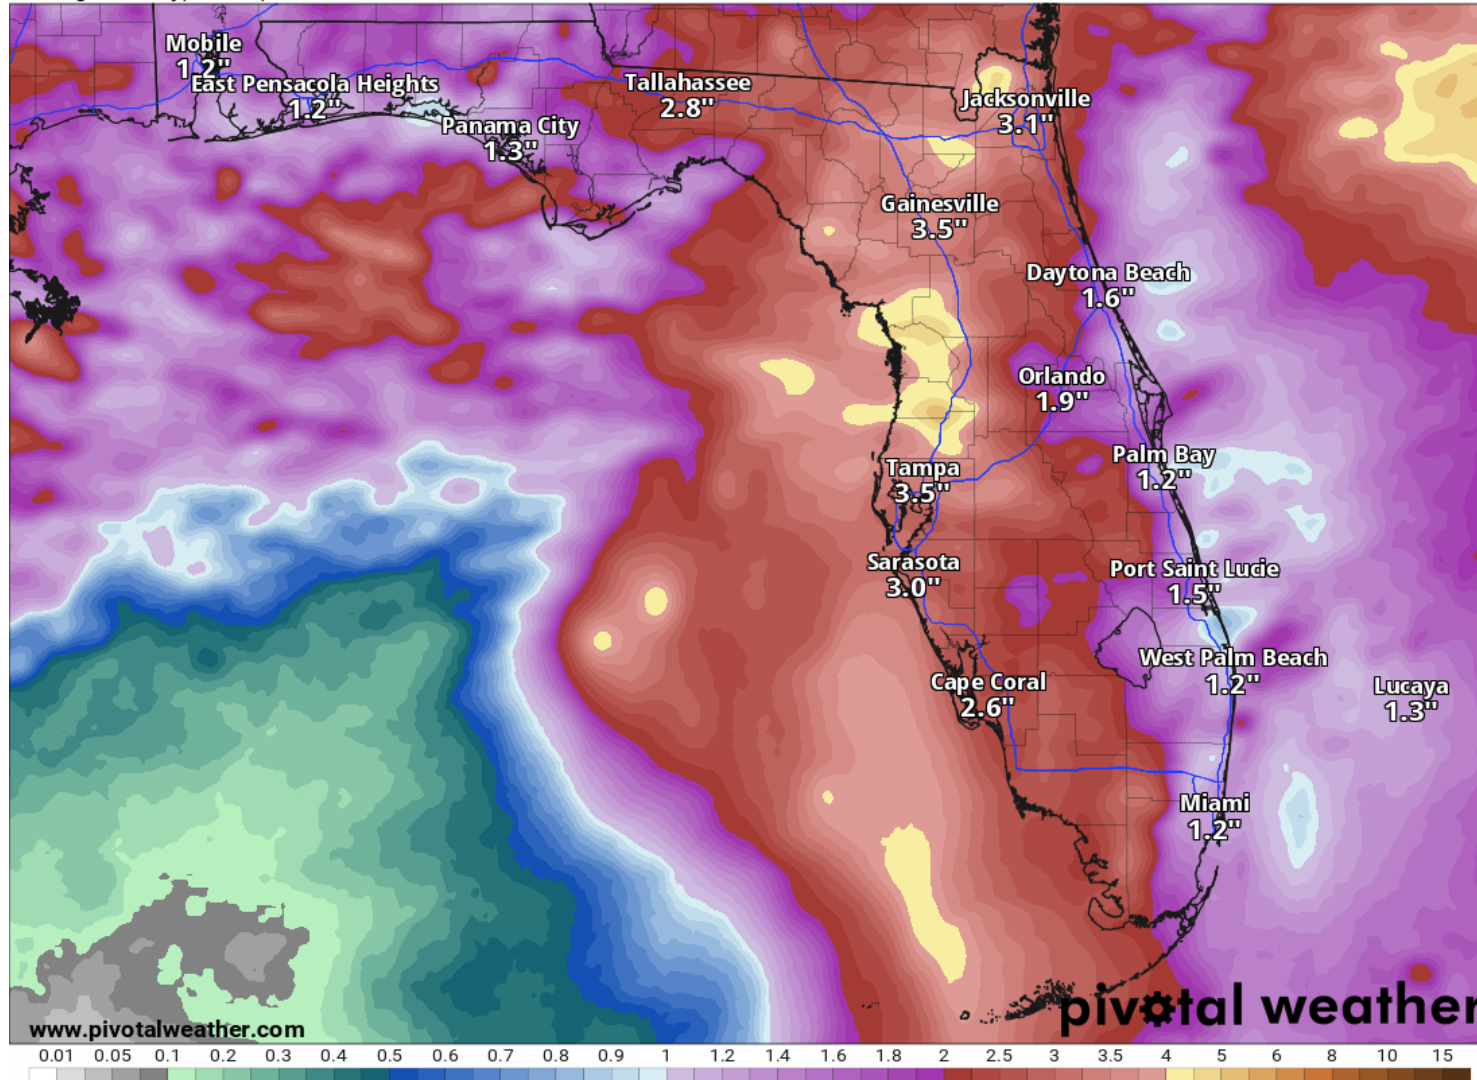 Mobile
1.2"
East Pensacola Heights
1.2"
Panama City
1.3"
Tallahassee
2.8"
Jacksonville
3.1"
Gainesville
3.5"
Daytona Beach
1.6"
Orlando
1.9"
Palm Bay
1.2"
Tampa
3.5"
Sarasota
3.0"
Port Saint Lucie
1.5"
West Palm Beach
1.2"
Cape Coral
2.6"
Lucaya
1.3"
Miami
1.2"
pivotal weather
www.pivotalweather.com
0.01 0.05 0.1 0.2 0.3 0.4 0.5 0.6 0.7 0.8 0.9 1 1.2 1.4 1.6 1.8 2 2.5 3 3.5 4 5 6 8 10 15